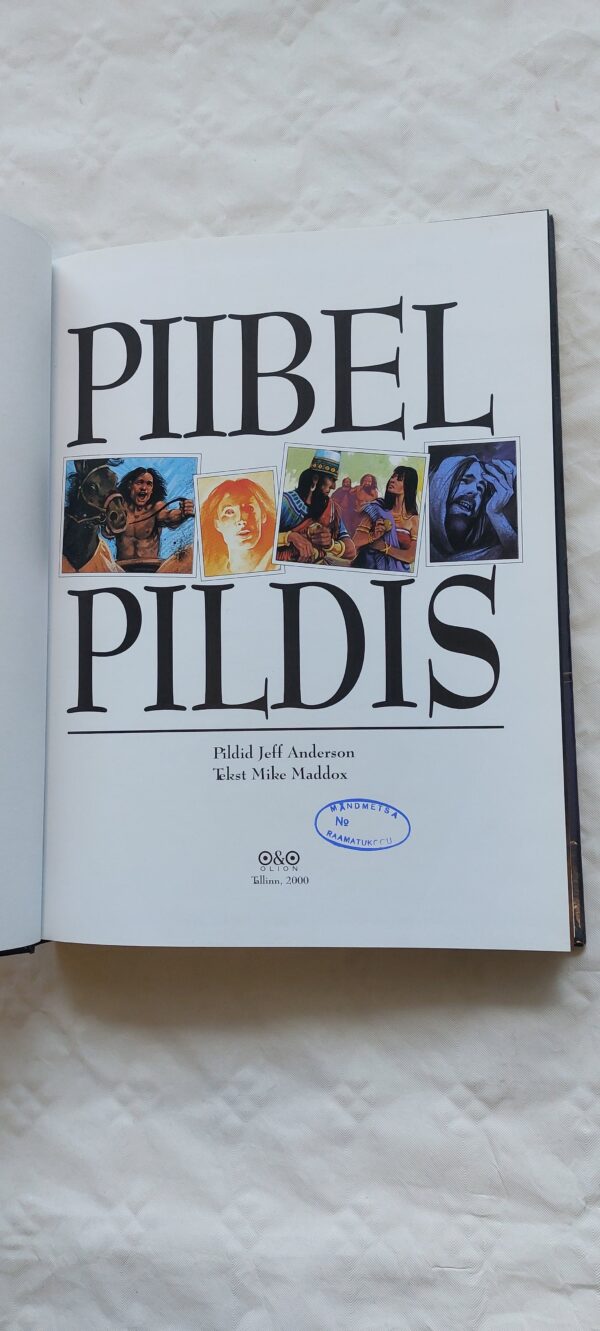 PIIBEL
PILDIS
Pildid Jeff Anderson
Tekst Mike Maddox
MÄNDMETSA
№
RAAMATUKOGU
O&O
OLION
Tallinn, 2000